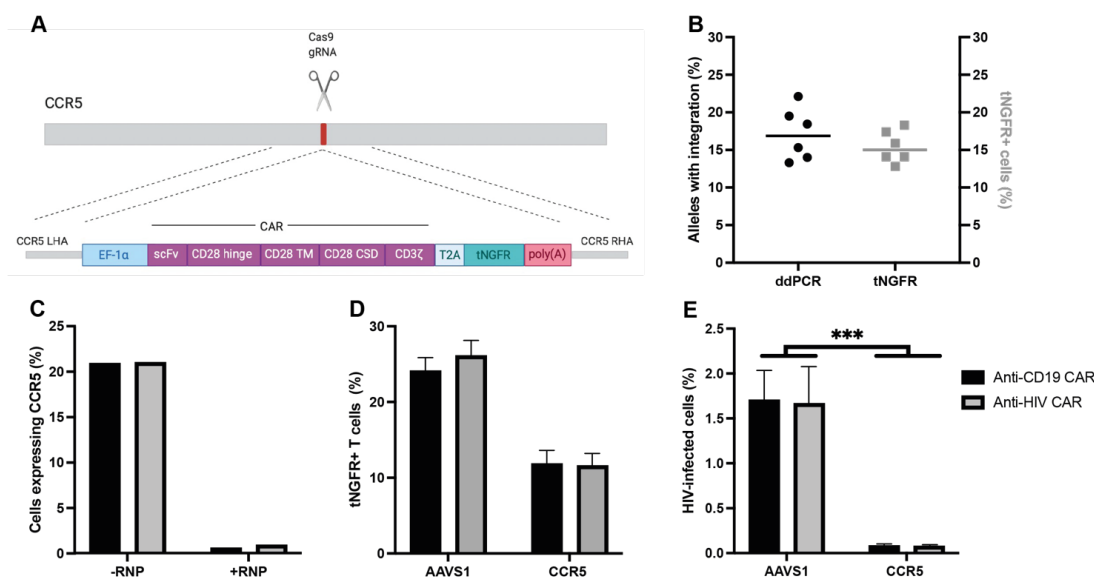 A
Cas9
gRNA
CCR5
CAR
CCR5 LHA
CCR5 RHA
EF-1α scFv CD28 hinge CD28 TM CD28 CSD CD3ζ T2A tNGFR poly(A)
B
Alleles with integration (%)
30
25
20
15
10
5
0
30
25
20
15
10
5
0
tNGFR+ cells (%)
ddPCR tNGFR
C
Cells expressing CCR5 (%)
25
20
15
10
5
0
-RNP +RNP
D
tNGFR+ T cells (%)
30
20
10
0
AAVS1 CCR5
E
HIV-infected cells (%)
2.5
2.0
1.5
1.0
0.5
0.0
***
AAVS1 CCR5
Anti-CD19 CAR
Anti-HIV CAR